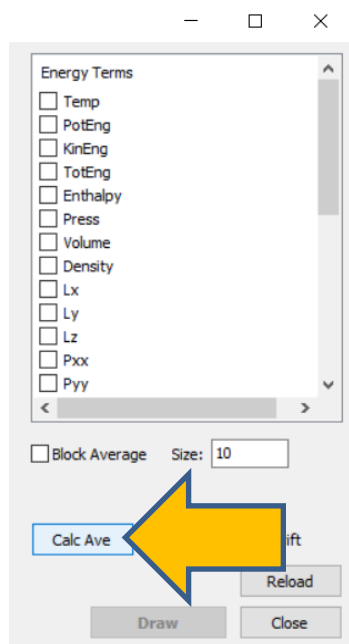 Energy Terms
Temp
PotEng
KinEng
TotEng
Enthalpy
Press
Volume
Density
Lx
Ly
Lz
Pxx
Pyy
Block Average Size: 10
Calc Ave
Reload
Draw Close